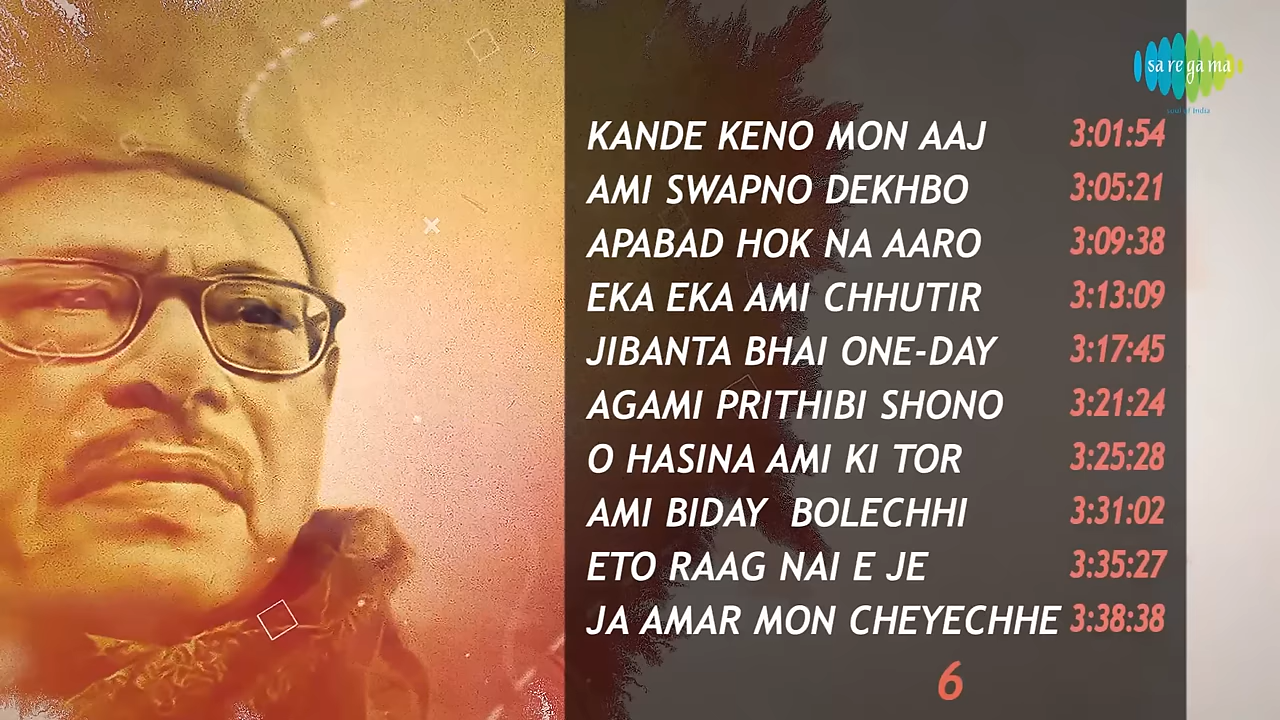 sa re ga ma
soul of India
KANDE KENO MON AAJ 3:01:54
AMI SWAPNO DEKHBO 3:05:21
APABAD HOK NA AARO 3:09:38
EKA EKA AMI CHHUTIR 3:13:09
JIBANTA BHAI ONE-DAY 3:17:45
AGAMI PRITHIBI SHONO 3:21:24
O HASINA AMI KI TOR 3:25:28
AMI BIDAY  BOLECHHI 3:31:02
ETO RAAG NAI E JE 3:35:27
JA AMAR MON CHEYECHHE 3:38:38
6